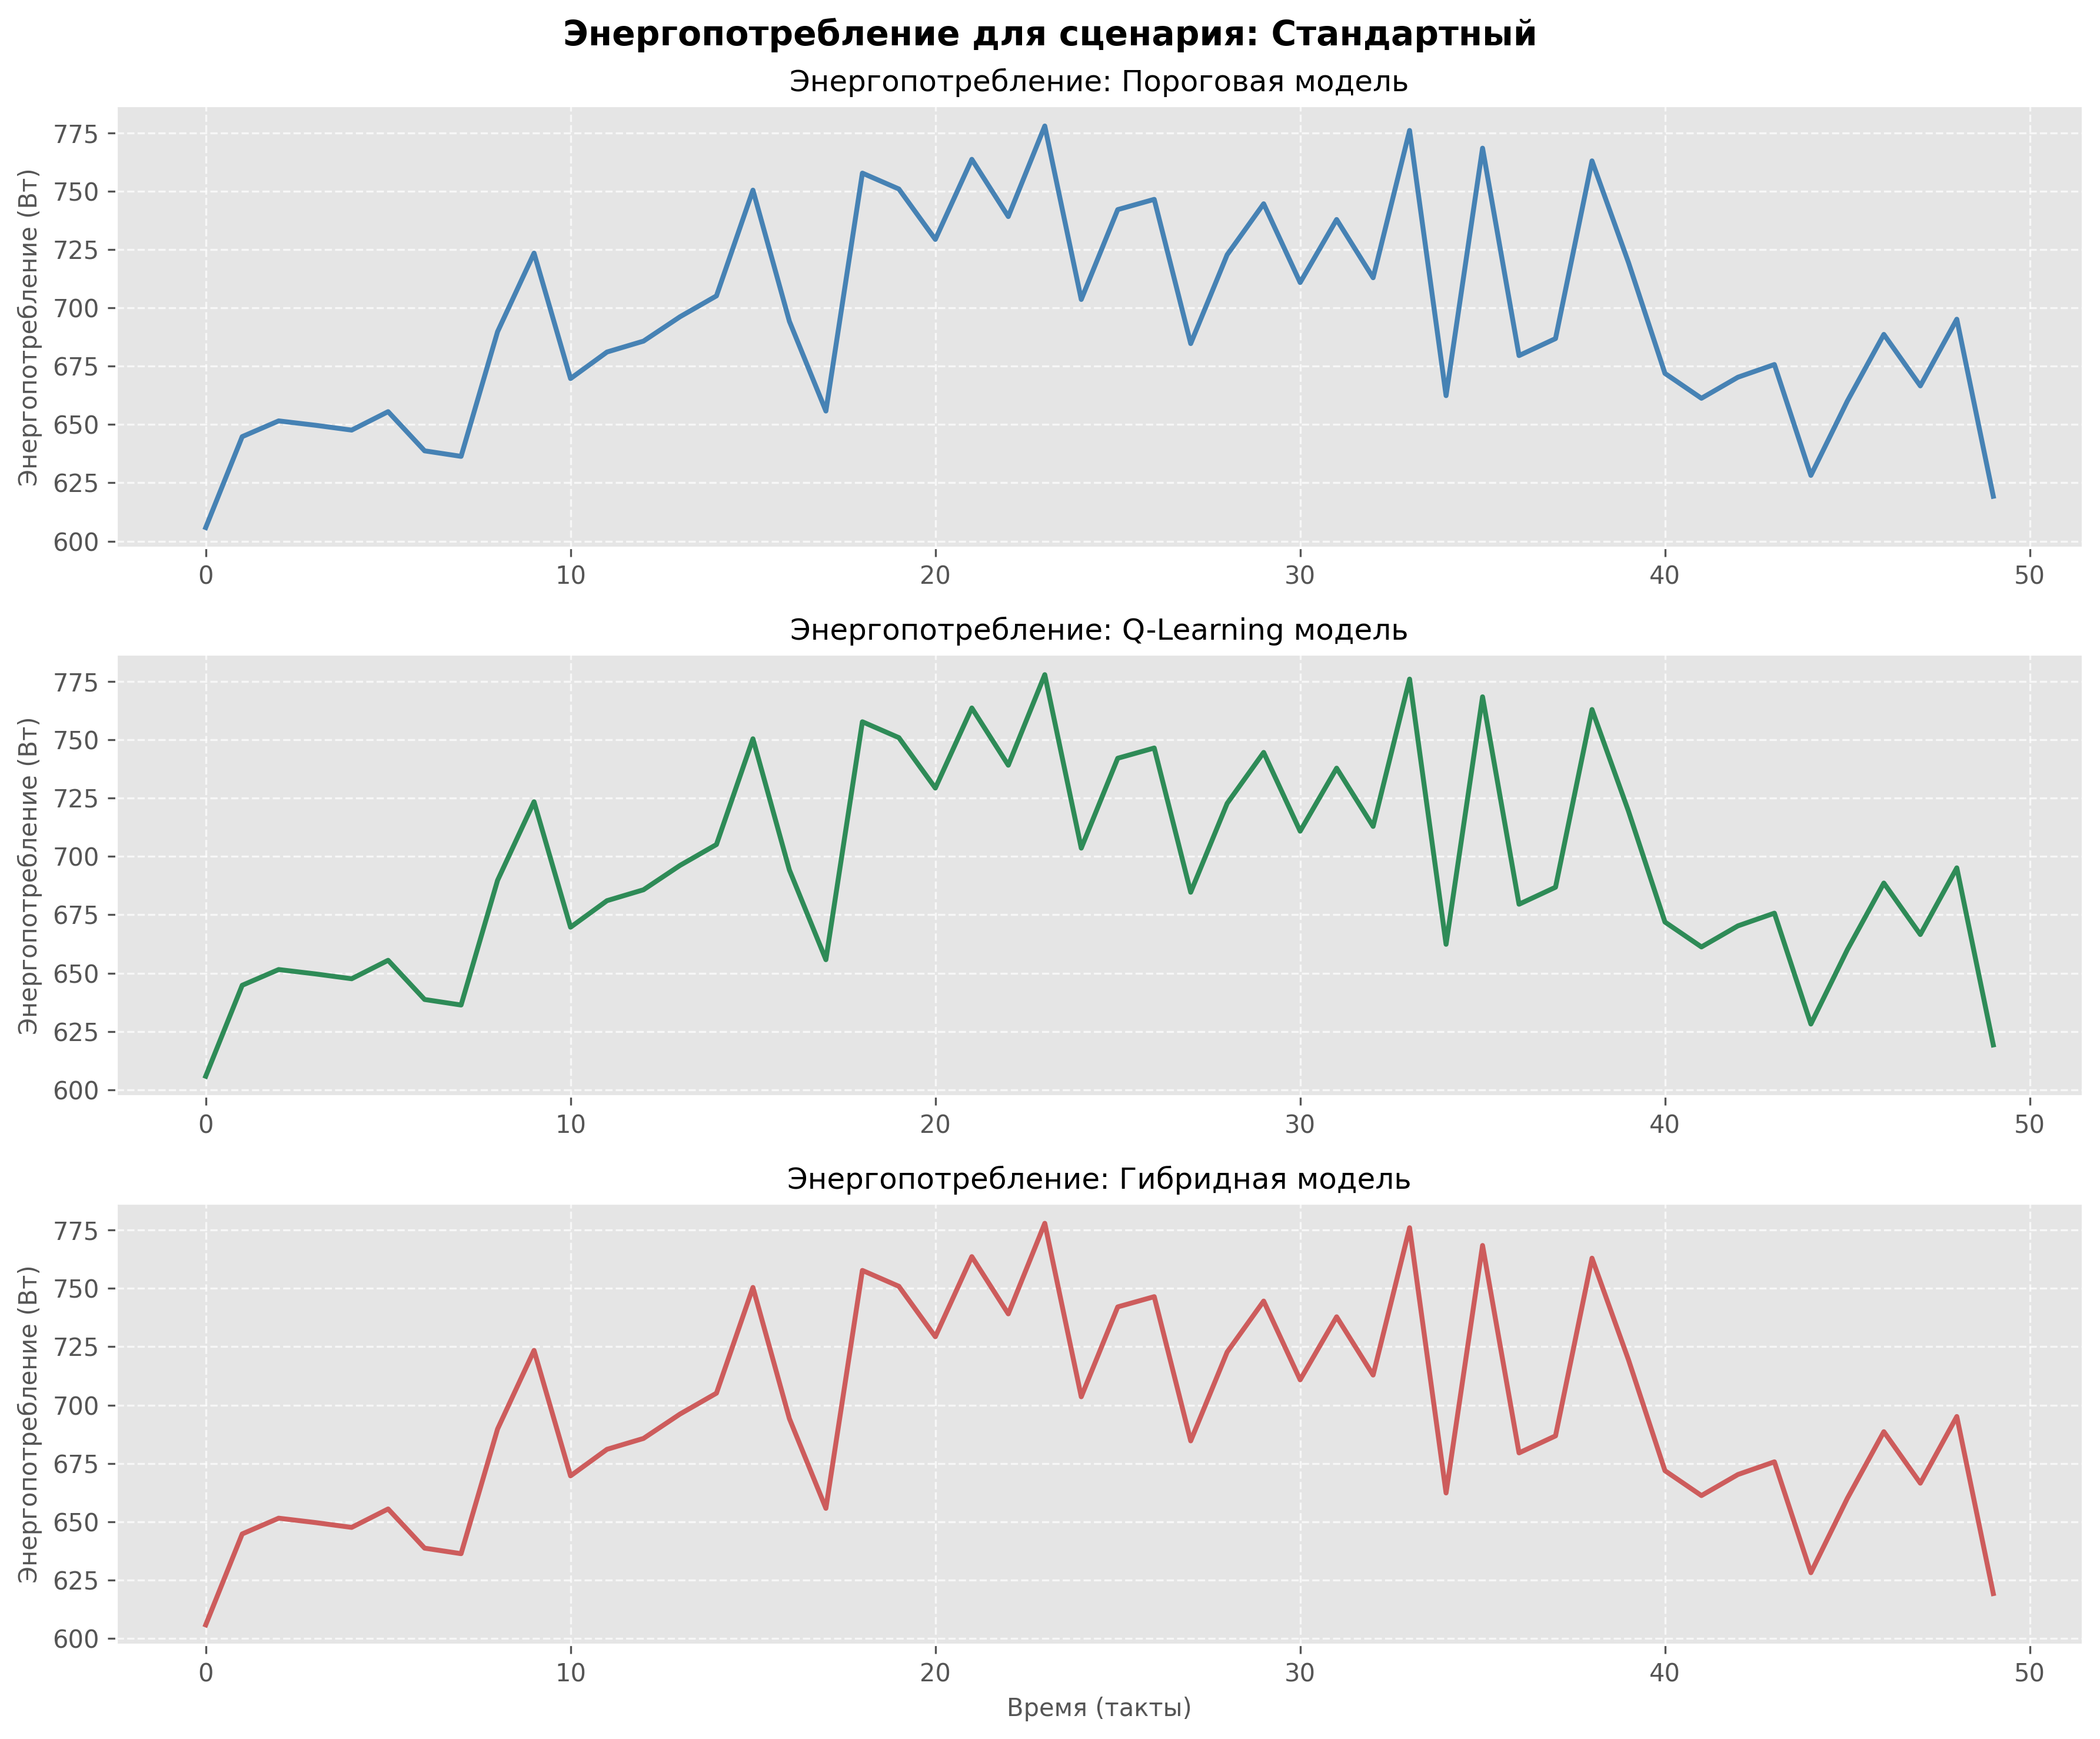 Энергопотребление для сценария: Стандартный
Энергопотребление: Пороговая модель
Энергопотребление (Вт)
775
750
725
700
675
650
625
600
0 10 20 30 40 50
Энергопотребление: Q-Learning модель
Энергопотребление (Вт)
775
750
725
700
675
650
625
600
0 10 20 30 40 50
Энергопотребление: Гибридная модель
Энергопотребление (Вт)
775
750
725
700
675
650
625
600
0 10 20 30 40 50
Время (такты)